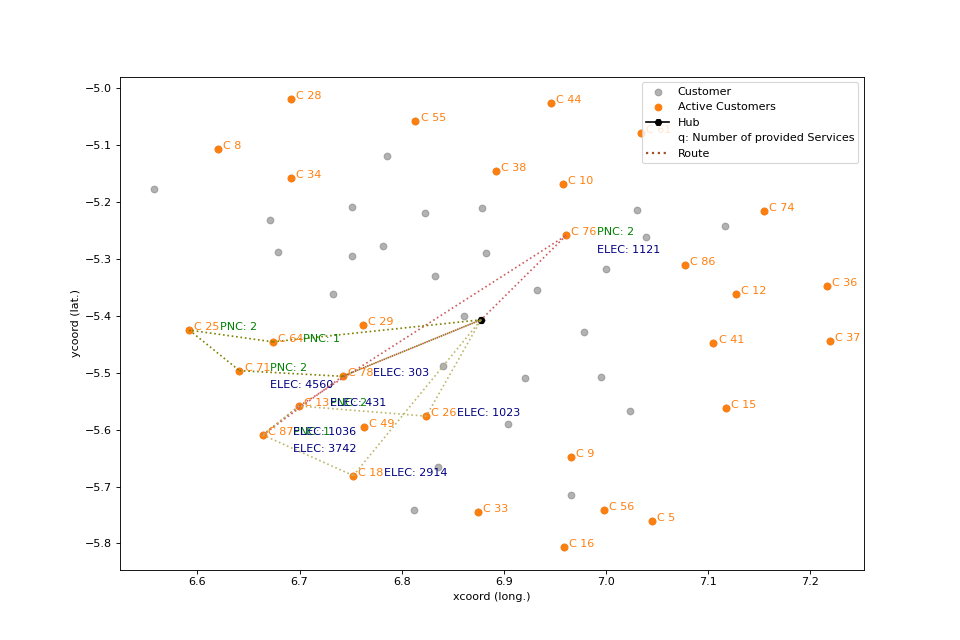 Customer
Active Customers
Hub
q: Number of provided Services
Route
C 28
C 44
C 55
C 8
C 38
C 34
C 10
C 74
C 76 PNC: 2
ELEC: 1121
C 86
C 36
C 12
C 29
C 25 PNC: 2
C 64 PNC: 1
C 41
C 37
C 71 PNC: 2
ELEC: 4560
C 78 ELEC: 303
C 15
C 26 ELEC: 1023
C 49
C 87
ELEC: 1036
ELEC: 3742
C 18 ELEC: 2914
C 9
C 33
C 56
C 5
C 16
−5.0
−5.1
−5.2
−5.3
−5.4
−5.5
−5.6
−5.7
−5.8
ycoord (lat.)
6.6 6.7 6.8 6.9 7.0 7.1 7.2
xcoord (long.)